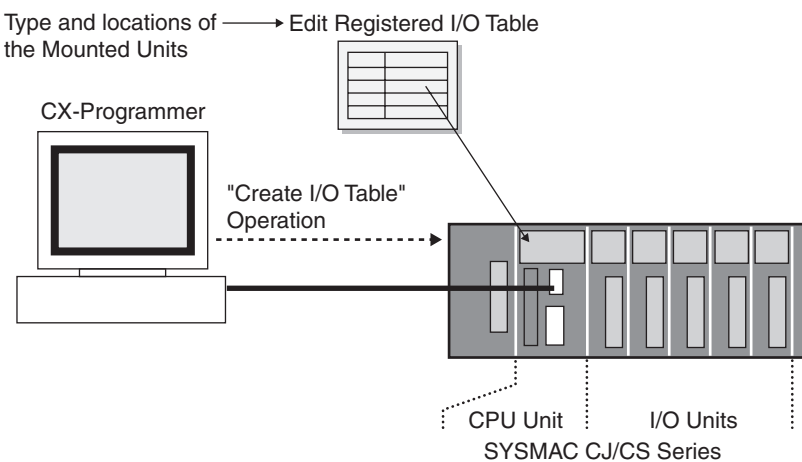 Type and locations of
the Mounted Units
Edit Registered I/O Table
CX-Programmer
"Create I/O Table"
Operation
CPU Unit
I/O Units
SYSMAC CJ/CS Series